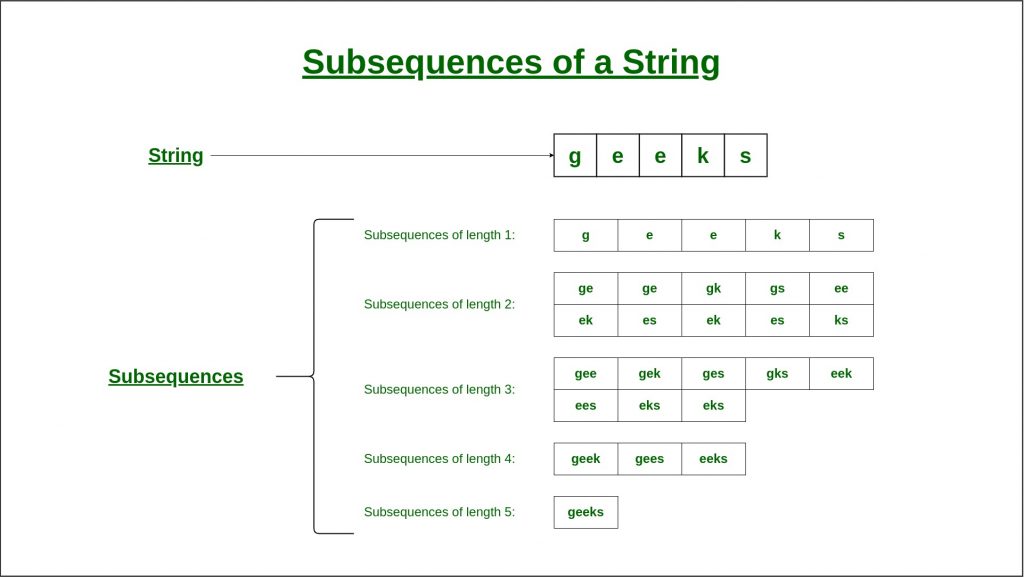 Subsequences of a String
String
g e e k s
Subsequences
Subsequences of length 1:
g e e k s
Subsequences of length 2:
ge ge gk gs ee
ek es ek es ks
Subsequences of length 3:
gee gek ges gks eek
ees eks eks
Subsequences of length 4:
geek gees eeks
Subsequences of length 5:
geeks